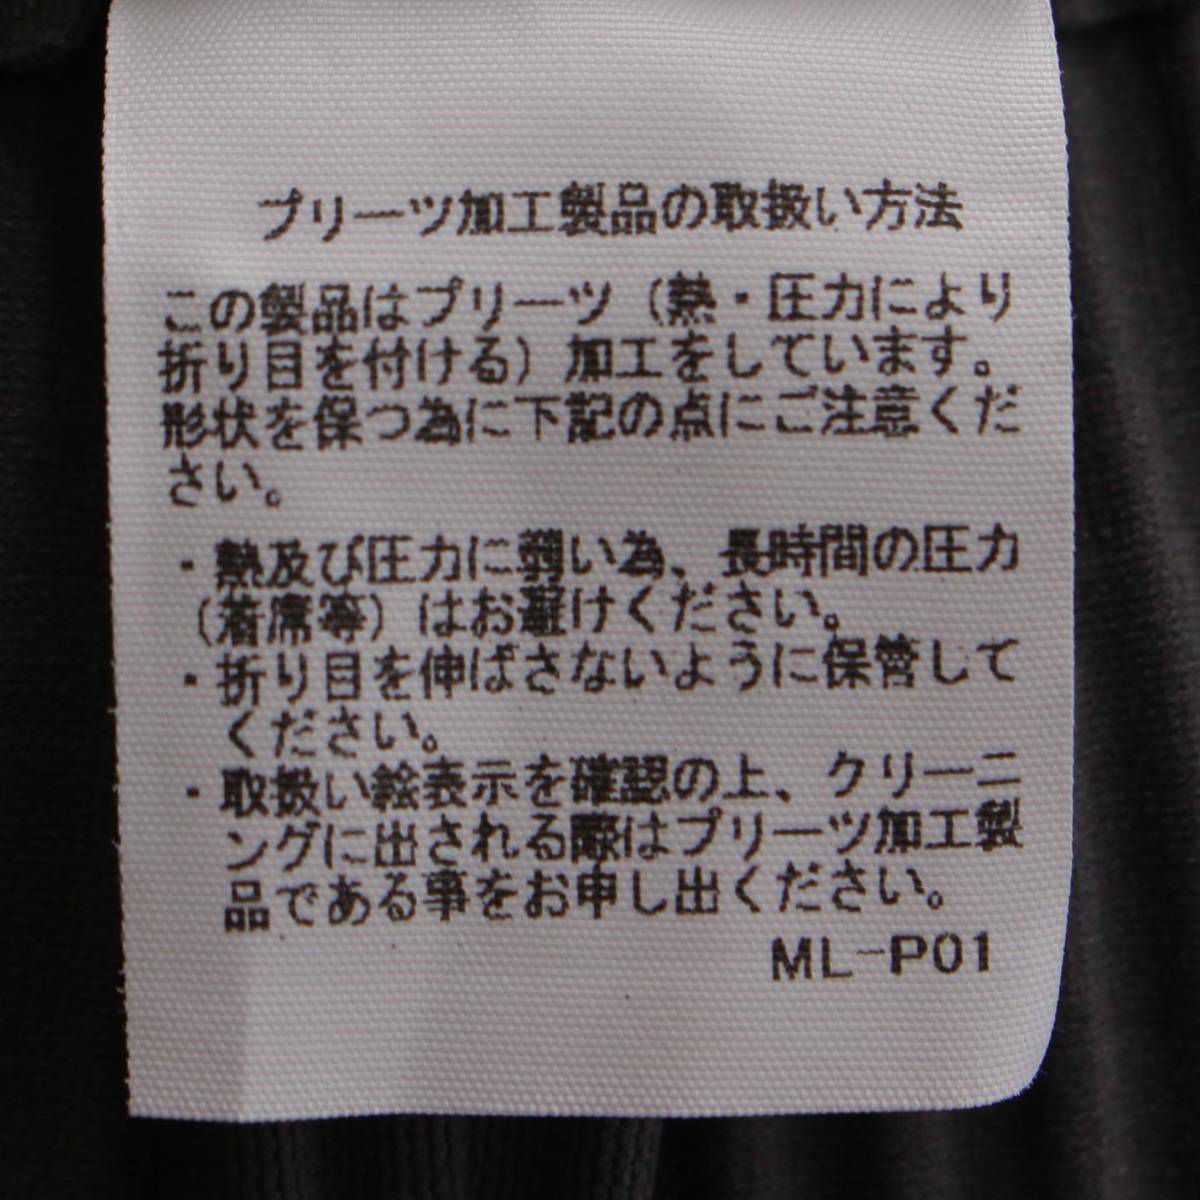 プリーツ加工製品の取扱い方法
この製品はプリーツ（熱・圧力により
折り目を付ける）加工をしています。
形状を保つ為に下記の点にご注意くだ
さい。
・熱及び圧力に弱い為、長時間の圧力
（着席等）はお避けください。
・折り目を伸ばさないように保管して
ください。
・取扱い絵表示を確認の上、クリーニ
ングに出される際はプリーツ加工製
品である事をお申し出ください。
ML-P01